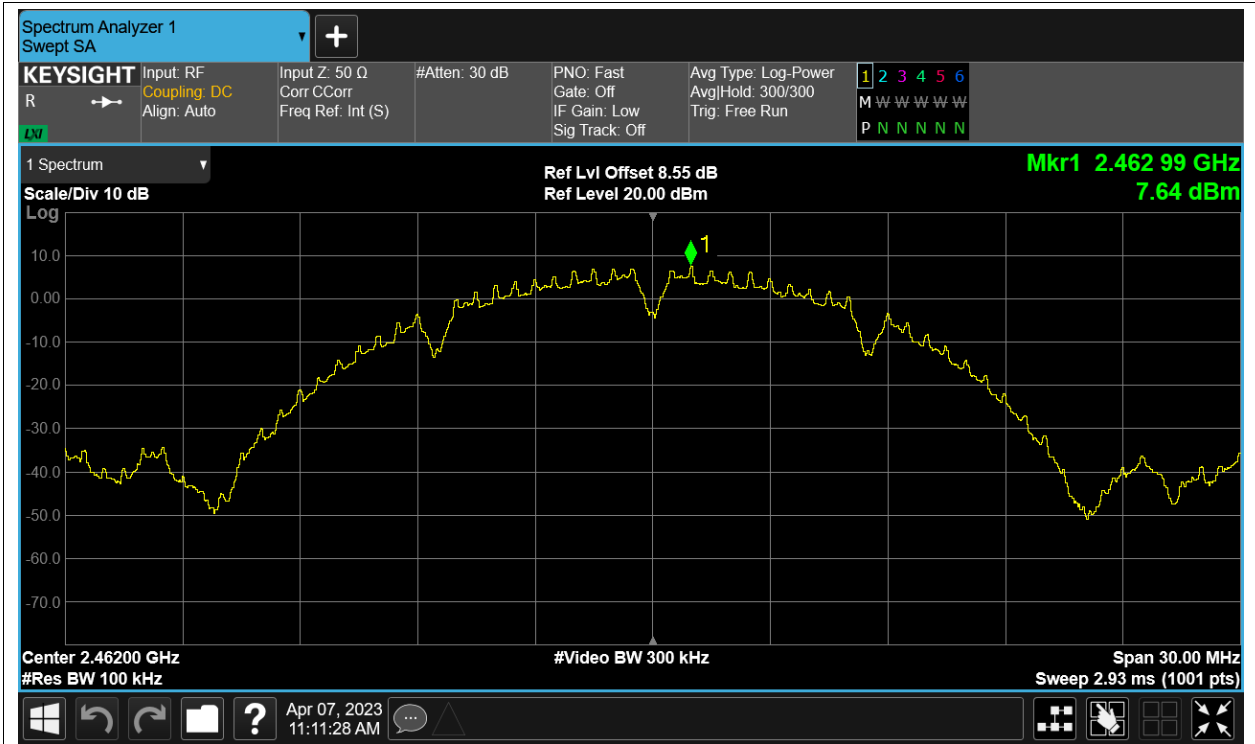 Spectrum Analyzer 1
Swept SA
KEYSIGHT
R
LXI
Input: RF
Coupling: DC
Align: Auto
Input Z: 50 Ω
Corr CCorr
Freq Ref: Int (S)
#Atten: 30 dB
PNO: Fast
Gate: Off
IF Gain: Low
Sig Track: Off
Avg Type: Log-Power
Avg|Hold: 300/300
Trig: Free Run
1 2 3 4 5 6
M W W W W W
P N N N N N
1 Spectrum
Scale/Div 10 dB
Log
Ref Lvl Offset 8.55 dB
Ref Level 20.00 dBm
Mkr1 2.462 99 GHz
7.64 dBm
1
10.0
0.00
-10.0
-20.0
-30.0
-40.0
-50.0
-60.0
-70.0
Center 2.46200 GHz
#Res BW 100 kHz
#Video BW 300 kHz
Span 30.00 MHz
Sweep 2.93 ms (1001 pts)
?
Apr 07, 2023
11:11:28 AM